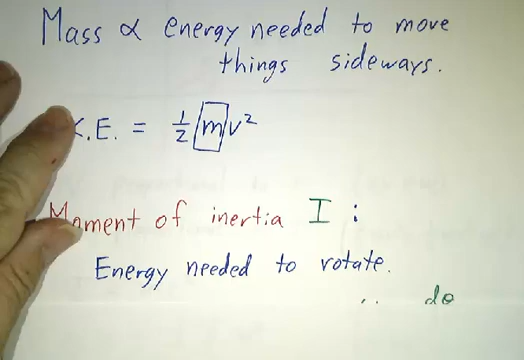 Mass ∝ energy needed to move
things sideways.
K.E. = ½ m v²
Moment of inertia I :
Energy needed to rotate.
do